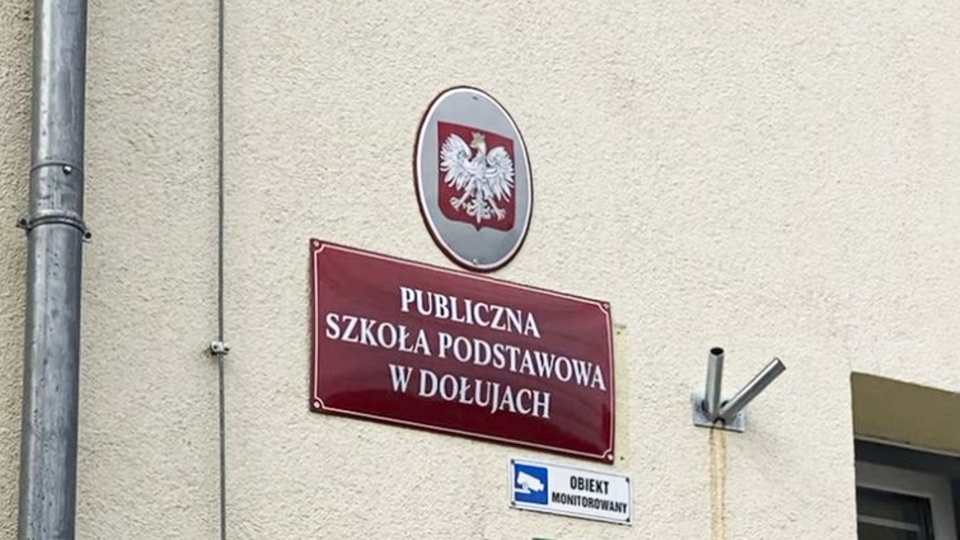 PUBLICZNA
SZKOŁA PODSTAWOWA
W DOŁUJACH
OBIEKT
MONITOROWANY